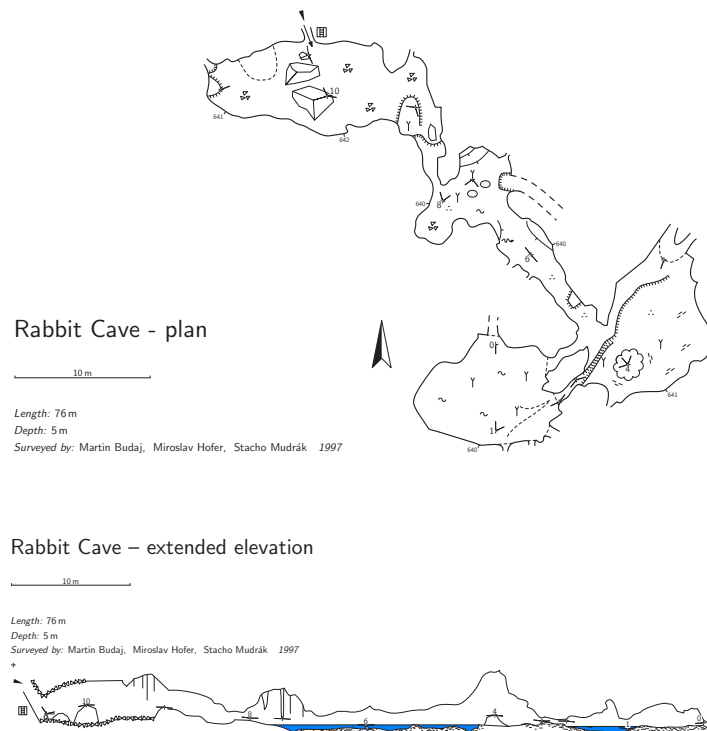 10
641
642
640
8
640
6
Rabbit Cave - plan
0
10 m
4
641
Length: 76 m
Depth: 5 m
1
Surveyed by: Martin Budaj, Miroslav Hofer, Stacho Mudrák 1997
640
Rabbit Cave – extended elevation
10 m
Length: 76 m
Depth: 5 m
Surveyed by: Martin Budaj, Miroslav Hofer, Stacho Mudrák 1997
10
8
6
4
1
0